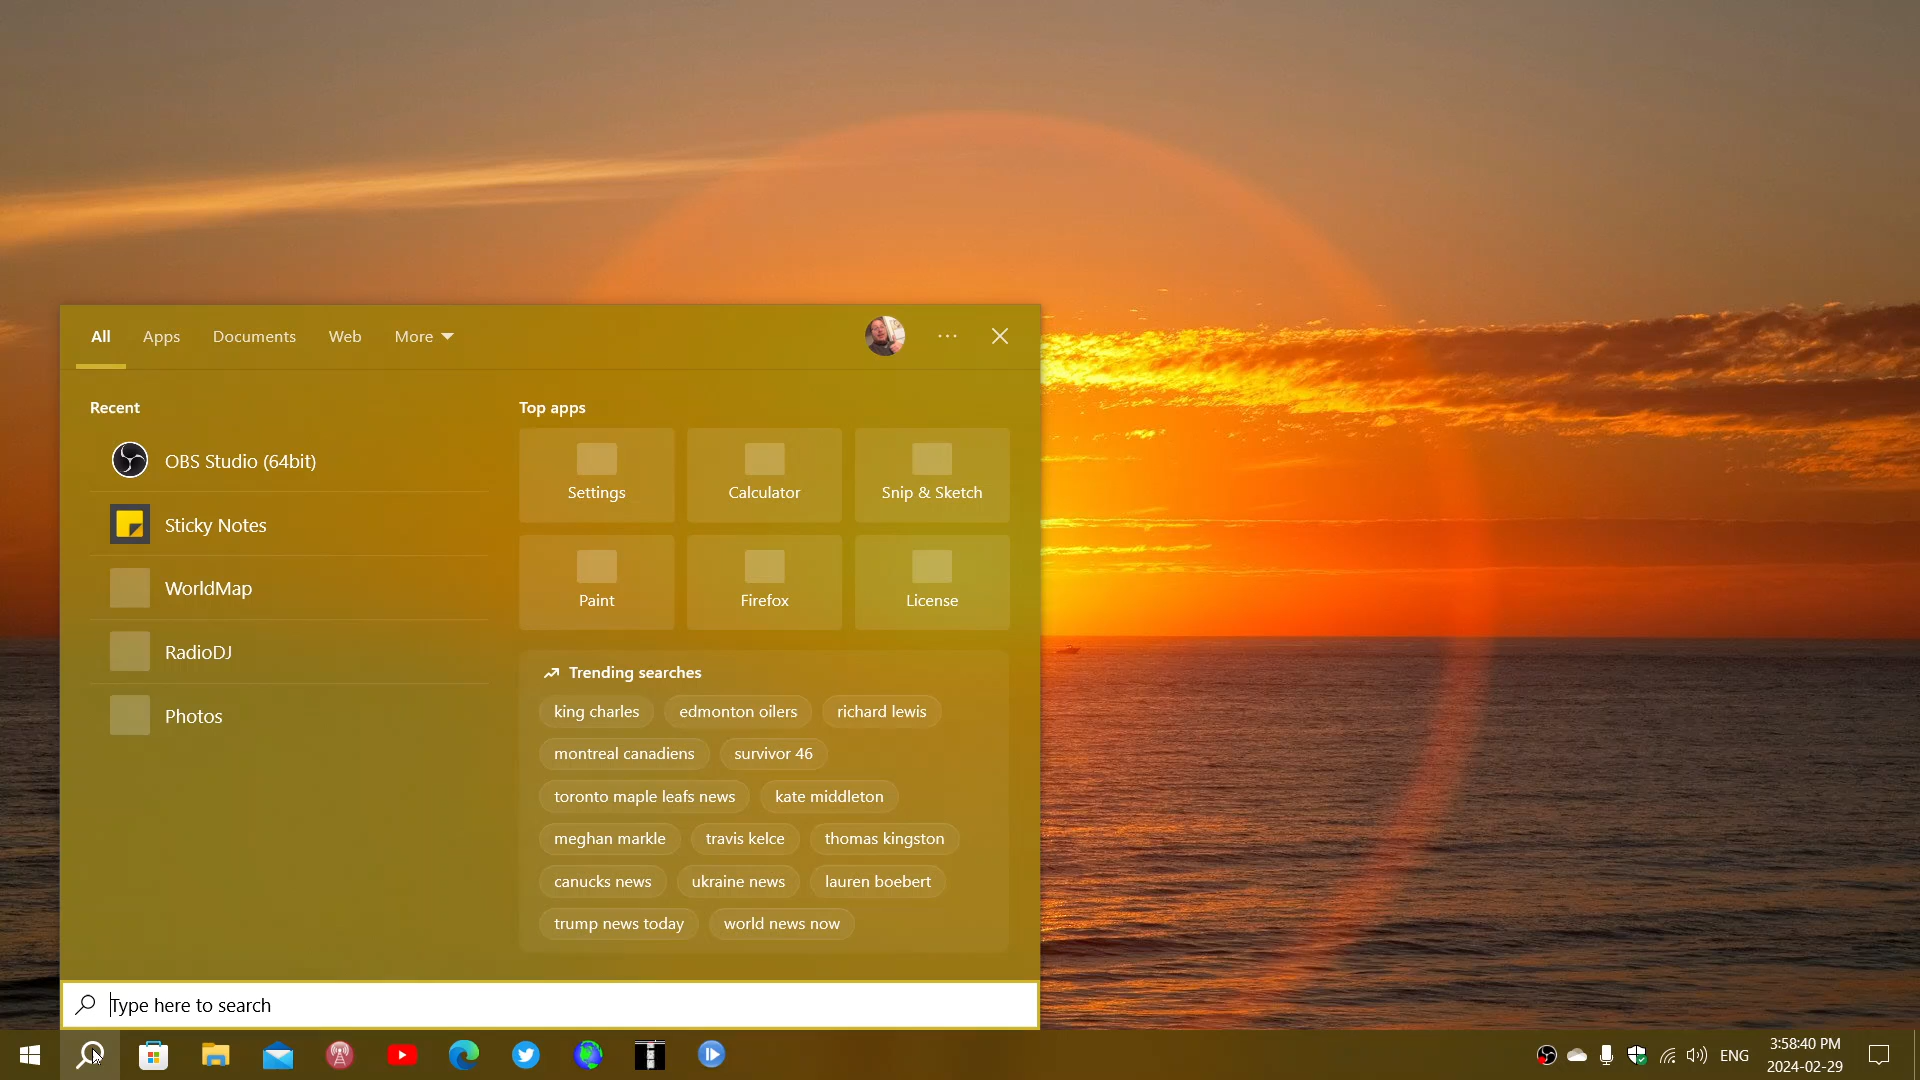 All Apps Documents Web More
Recent
OBS Studio (64bit)
Sticky Notes
WorldMap
RadioDJ
Photos
Top apps
Settings Calculator Snip & Sketch
Paint Firefox License
Trending searches
king charles edmonton oilers richard lewis
montreal canadiens survivor 46
toronto maple leafs news kate middleton
meghan markle travis kelce thomas kingston
canucks news ukraine news lauren boebert
trump news today world news now
Type here to search
ENG
3:58:40 PM
2024-02-29